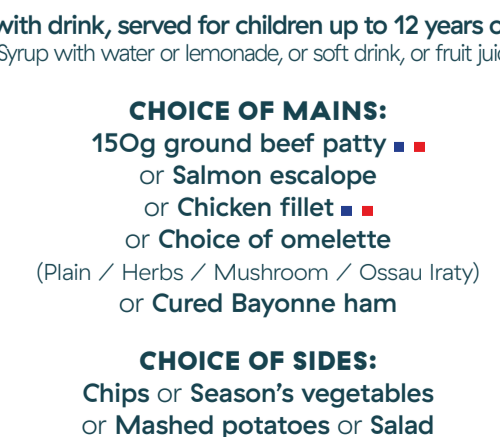 with drink, served for children up to 12 years
Syrup with water or lemonade, or soft drink, or fruit
CHOICE OF MAINS:
150g ground beef patty
or Salmon escalope
or Chicken fillet
or Choice of omelette
(Plain / Herbs / Mushroom / Ossau Iraty)
or Cured Bayonne ham
CHOICE OF SIDES:
Chips or Season's vegetables
or Mashed potatoes or Salad